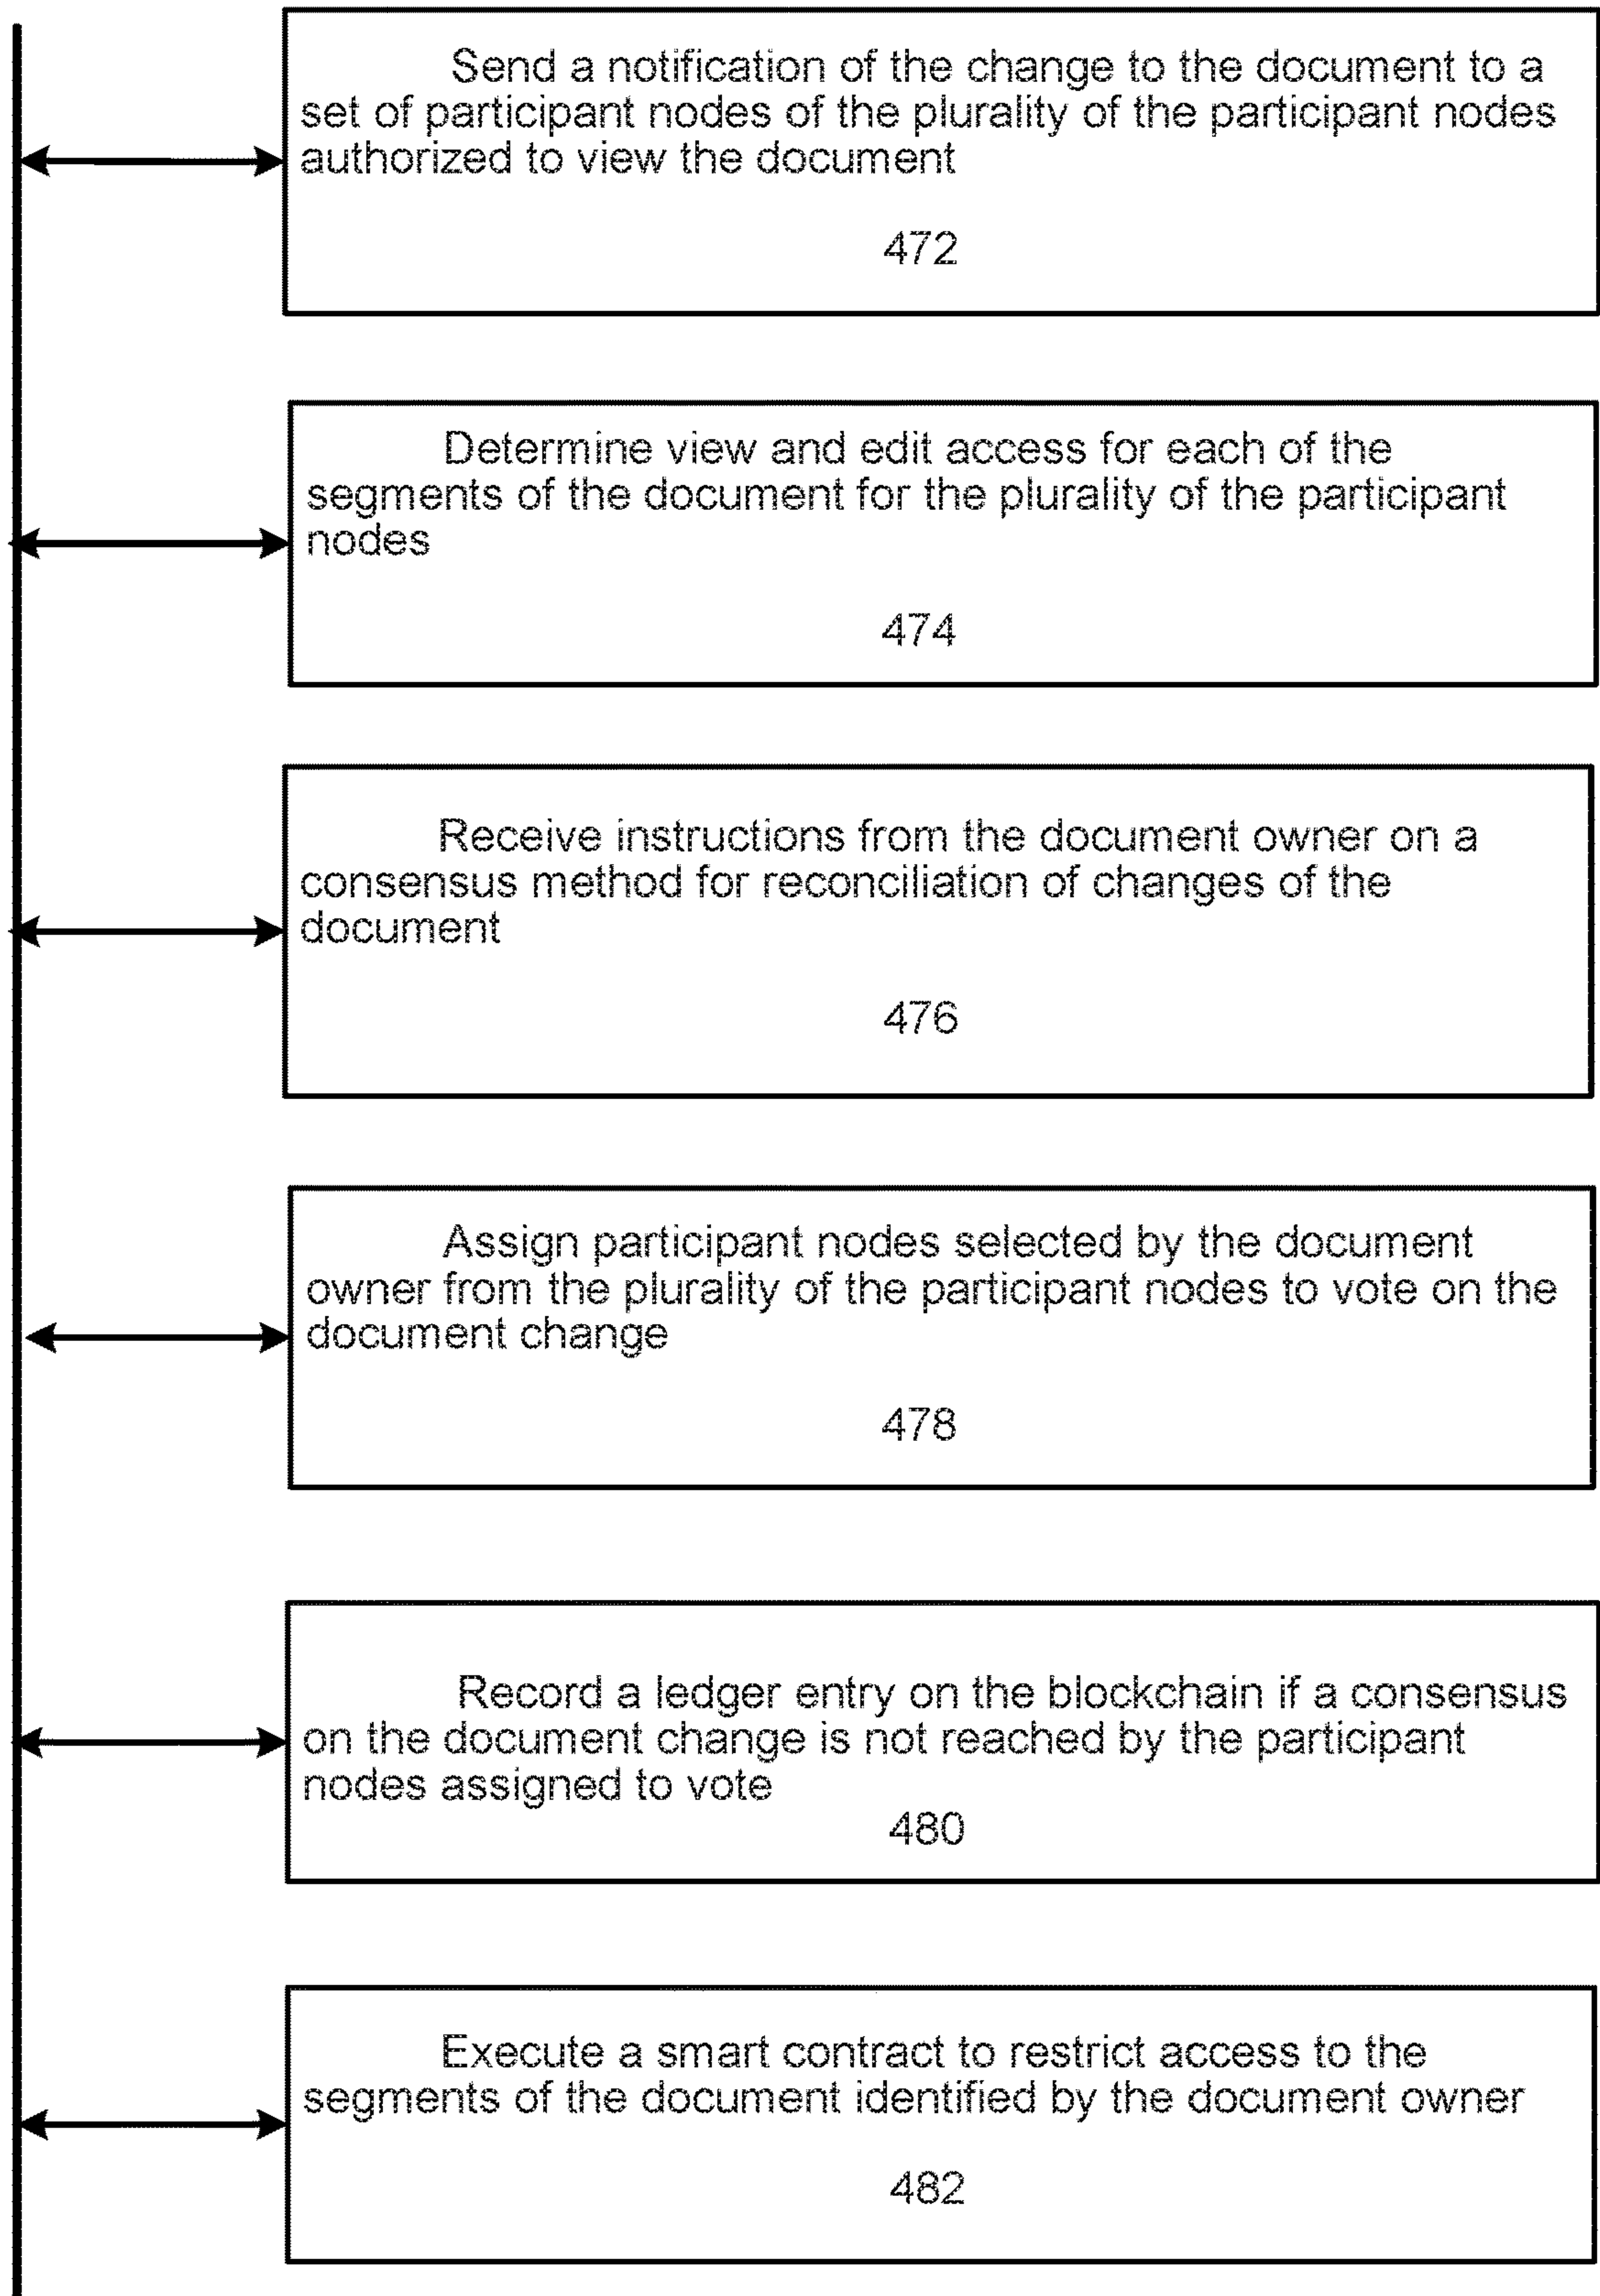 Send a notification of the change to the document to a
set of participant nodes of the plurality of the participant nodes
authorized to view the document
472
Determine view and edit access for each of the
segments of the document for the plurality of the participant
nodes
474
Receive instructions from the document owner on a
consensus method for reconciliation of changes of the
document
476
Assign participant nodes selected by the document
owner from the plurality of the participant nodes to vote on the
document change
478
Record a ledger entry on the blockchain if a consensus
on the document change is not reached by the participant
nodes assigned to vote
480
Execute a smart contract to restrict access to the
segments of the document identified by the document owner
482